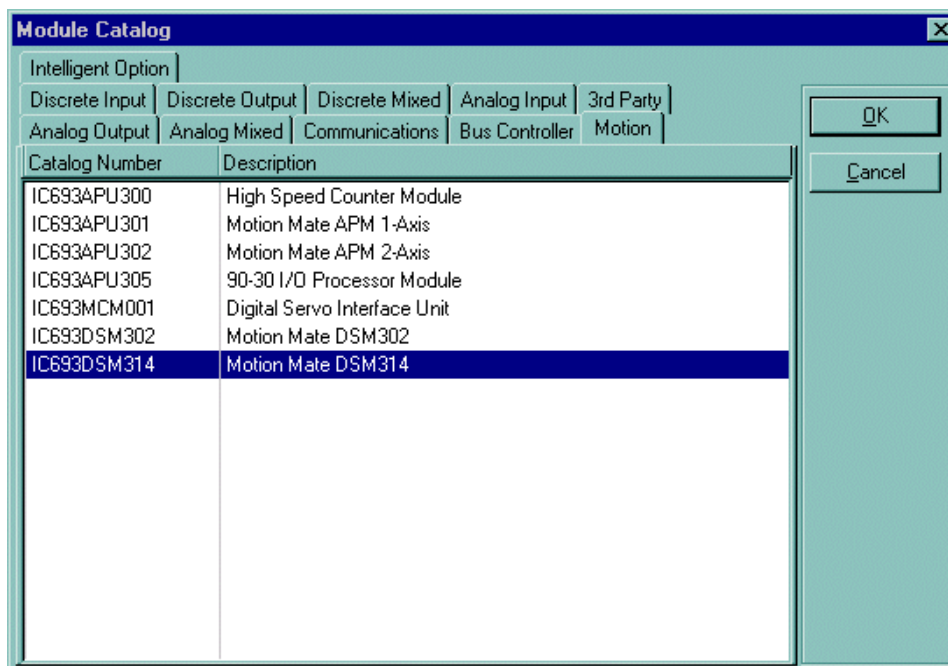 Module Catalog
Intelligent Option
Discrete Input Discrete Output Discrete Mixed Analog Input 3rd Party
Analog Output Analog Mixed Communications Bus Controller Motion
OK
Cancel
Catalog Number Description
IC693APU300 High Speed Counter Module
IC693APU301 Motion Mate APM 1-Axis
IC693APU302 Motion Mate APM 2-Axis
IC693APU305 90-30 I/O Processor Module
IC693MCM001 Digital Servo Interface Unit
IC693DSM302 Motion Mate DSM302
IC693DSM314 Motion Mate DSM314